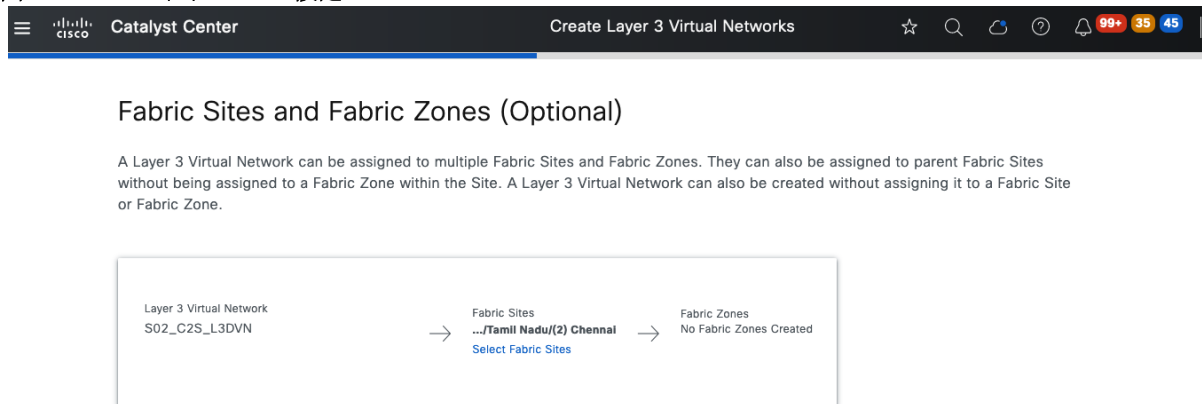 cisco Catalyst Center
Create Layer 3 Virtual Networks
99+ 35 45
Fabric Sites and Fabric Zones (Optional)
A Layer 3 Virtual Network can be assigned to multiple Fabric Sites and Fabric Zones. They can also be assigned to parent Fabric Sites
without being assigned to a Fabric Zone within the Site. A Layer 3 Virtual Network can also be created without assigning it to a Fabric Site
or Fabric Zone.
Layer 3 Virtual Network
S02_C2S_L3DVN
Fabric Sites
.../Tamil Nadu/(2) Chennai
Select Fabric Sites
Fabric Zones
No Fabric Zones Created